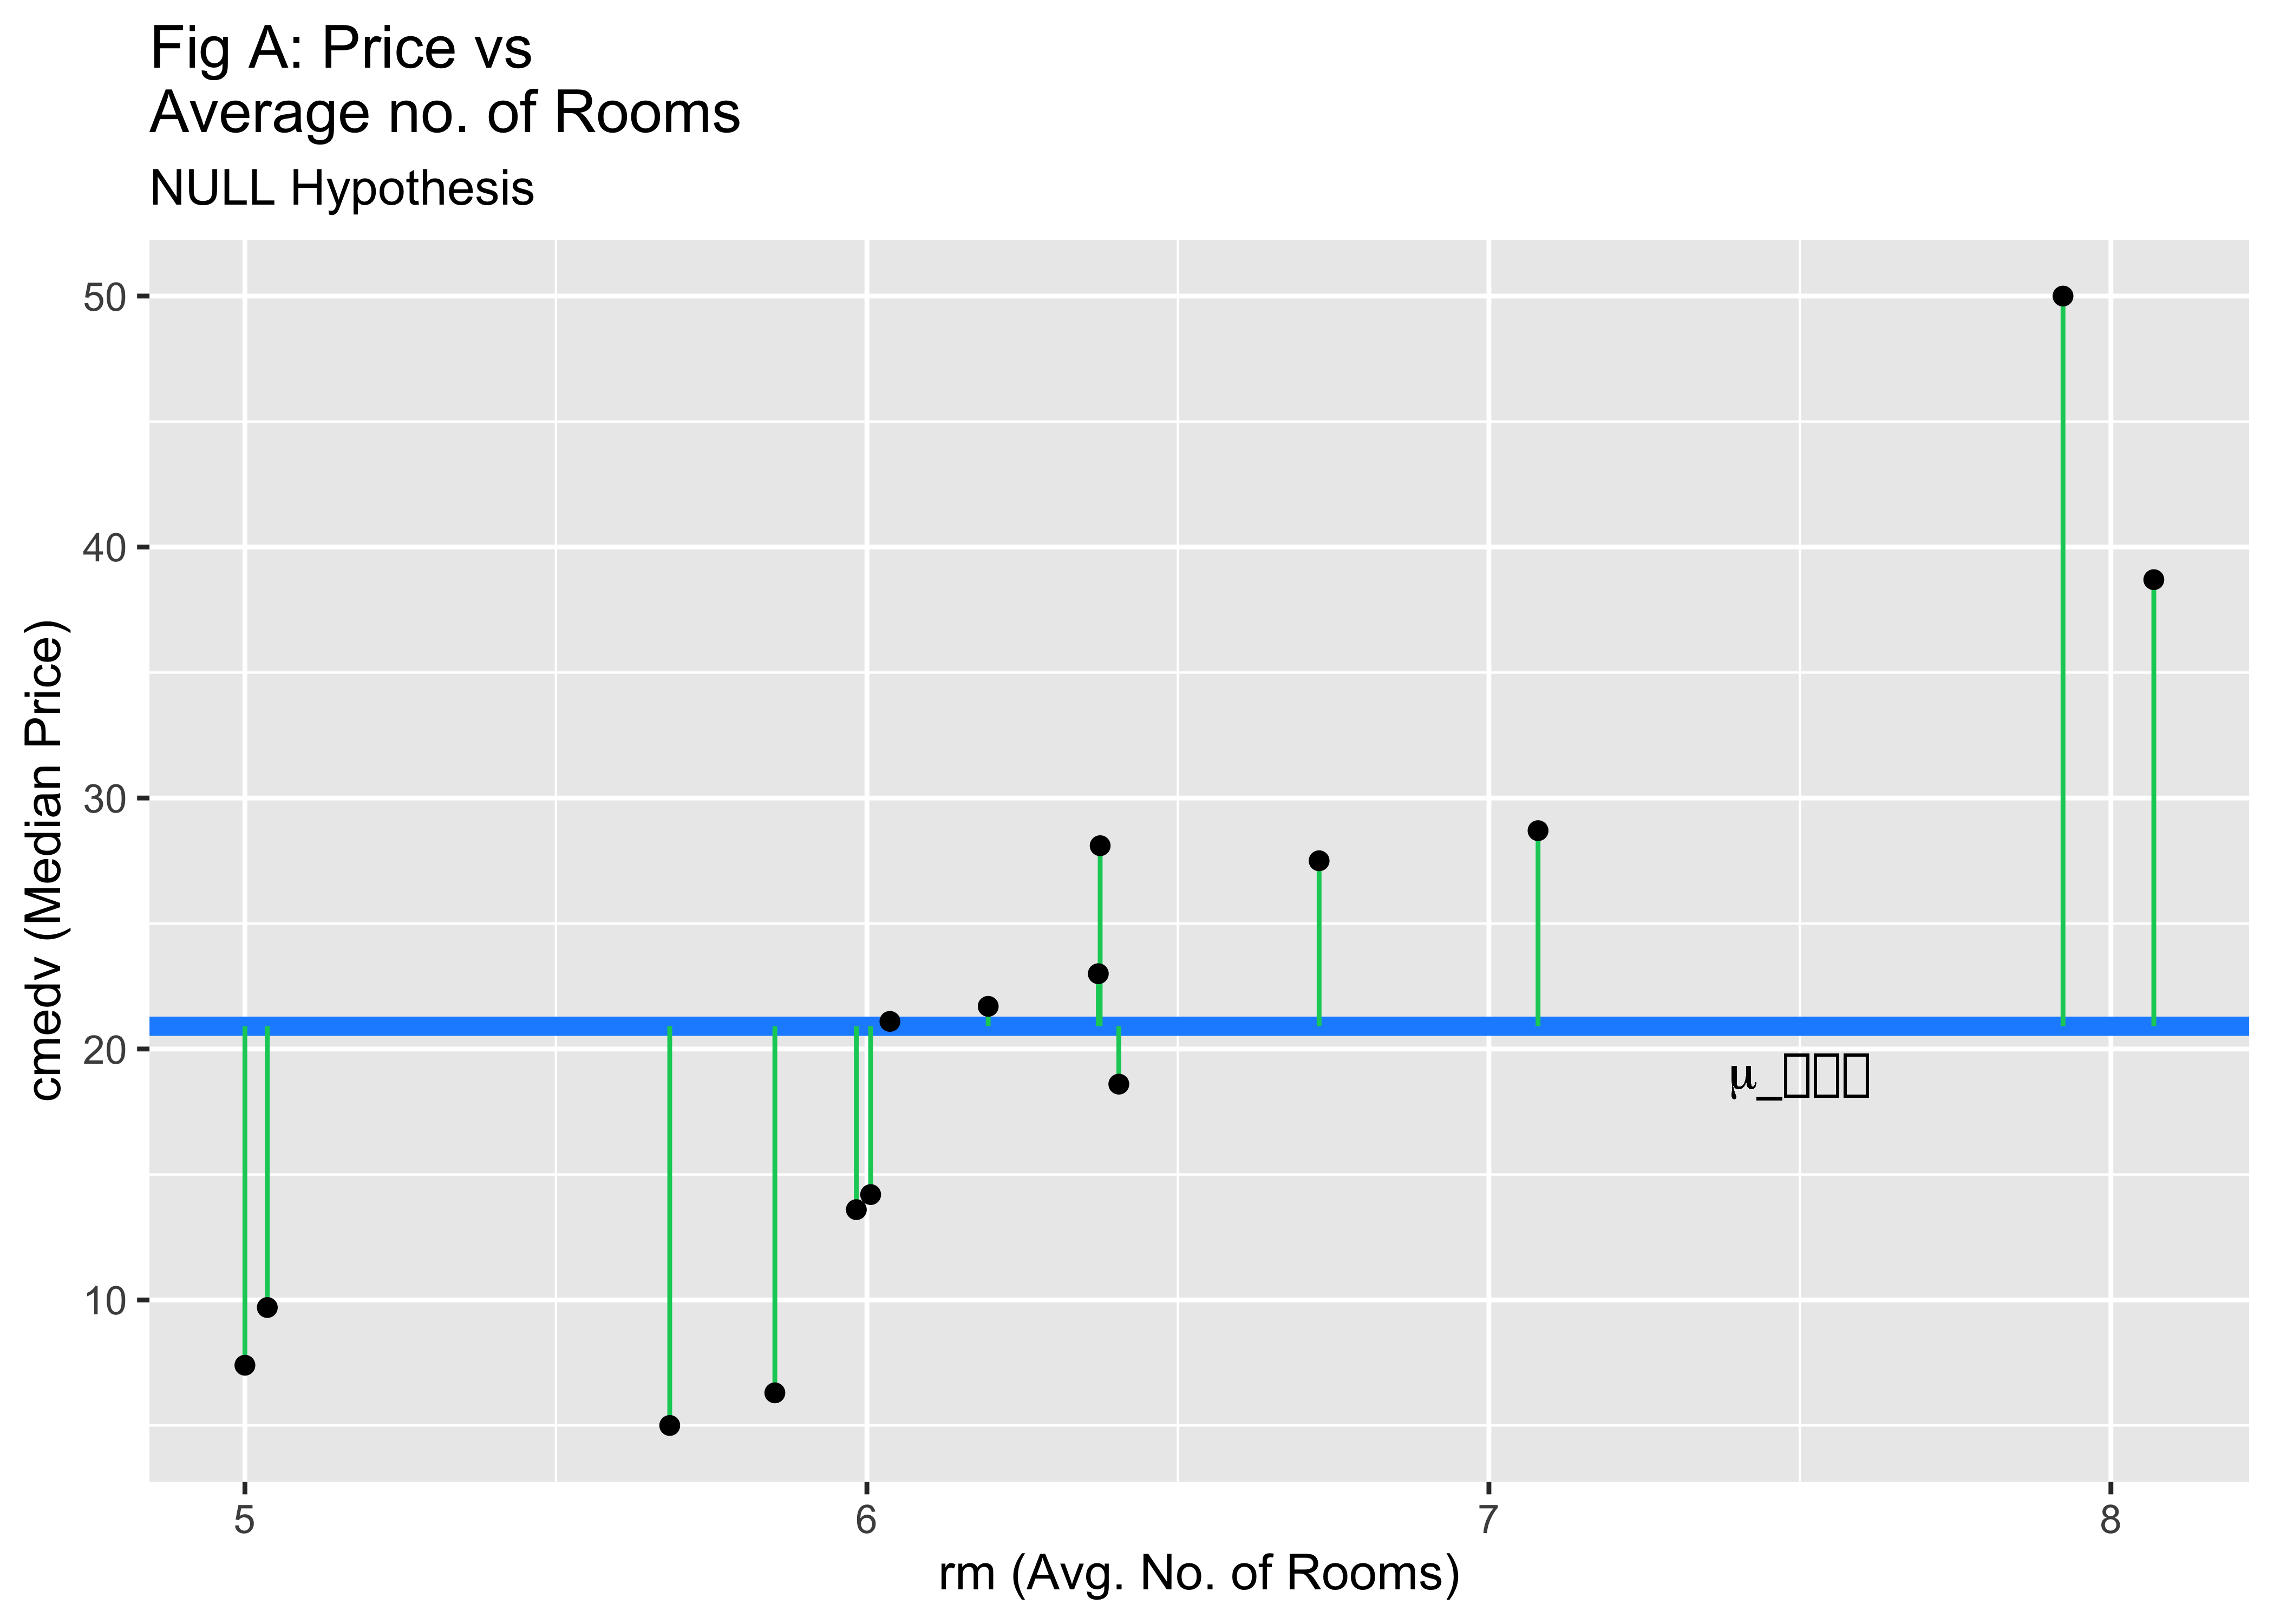 Fig A: Price vs
Average no. of Rooms
NULL Hypothesis
cmedv (Median Price)
50
40
30
20
10
μ_▯▯▯
5
6
7
8
rm (Avg. No. of Rooms)